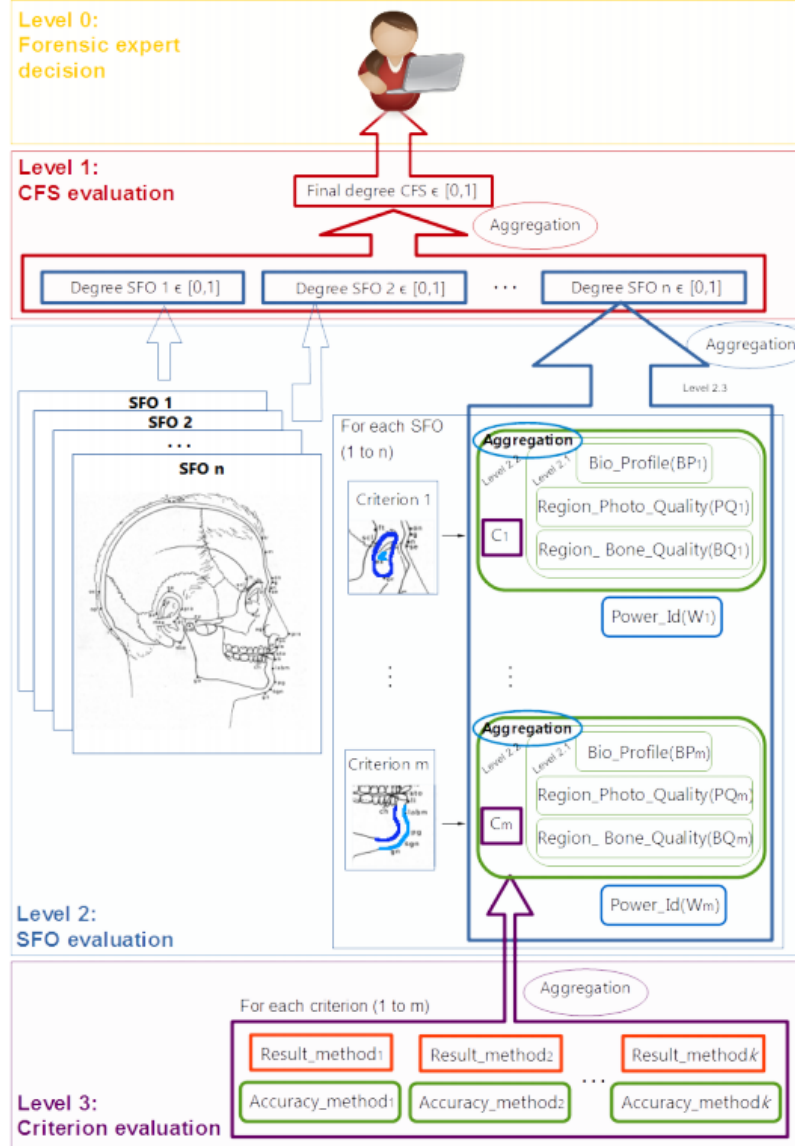 Level 0:
Forensic expert
decision
Level 1:
CFS evaluation
Final degree CFS ϵ [0,1]
Aggregation
Degree SFO 1 ϵ [0,1]
Degree SFO 2 ϵ [0,1]
...
Degree SFO n ϵ [0,1]
Aggregation
Level 2.3
SFO 1
SFO 2
...
SFO n
For each SFO
(1 to n)
Criterion 1
Aggregation
Level 2.2
Level 2.1
Bio_Profile(BP1)
Region_Photo_Quality(PQ1)
C1
Region_ Bone_Quality(BQ1)
Power_Id(W1)
⋮
⋮
Criterion m
Aggregation
Level 2.2
Level 2.1
Bio_Profile(BPm)
Region_Photo_Quality(PQm)
Cm
Region_ Bone_Quality(BQm)
Power_Id(Wm)
Level 2:
SFO evaluation
Aggregation
For each criterion (1 to m)
Result_method1
Result_method2
...
Result_methodk
Accuracy_method1
Accuracy_method2
Accuracy_methodk
Level 3:
Criterion evaluation